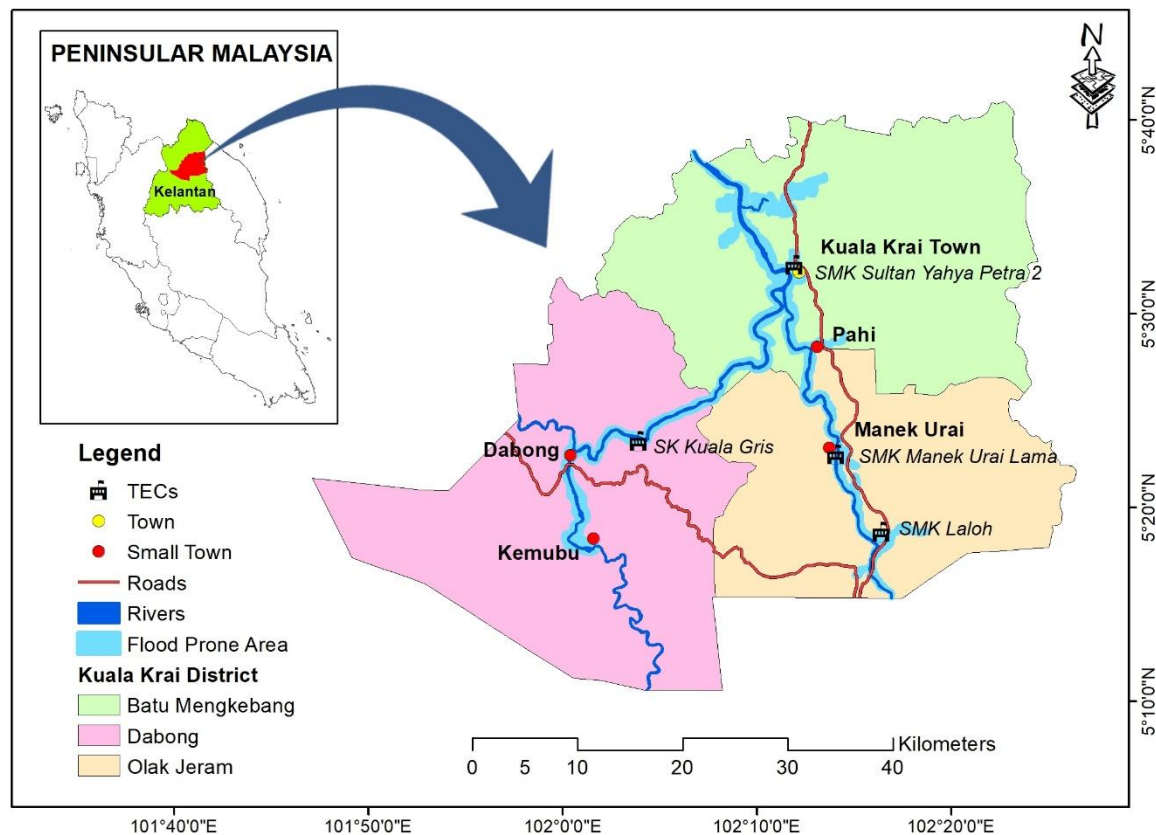 PENINSULAR MALAYSIA
Kelantan
N
5°40'0"N
5°30'0"N
5°20'0"N
5°10'0"N
Kuala Krai Town
SMK Sultan Yahya Petra 2
Pahi
Manek Urai
SMK Manek Urai Lama
Dabong
SK Kuala Gris
SMK Laloh
Kemubu
Legend
TECs
Town
Small Town
Roads
Rivers
Flood Prone Area
Kuala Krai District
Batu Mengkebang
Dabong
Olak Jeram
Kilometers
0 5 10 20 30 40
101°40'0"E 101°50'0"E 102°0'0"E 102°10'0"E 102°20'0"E